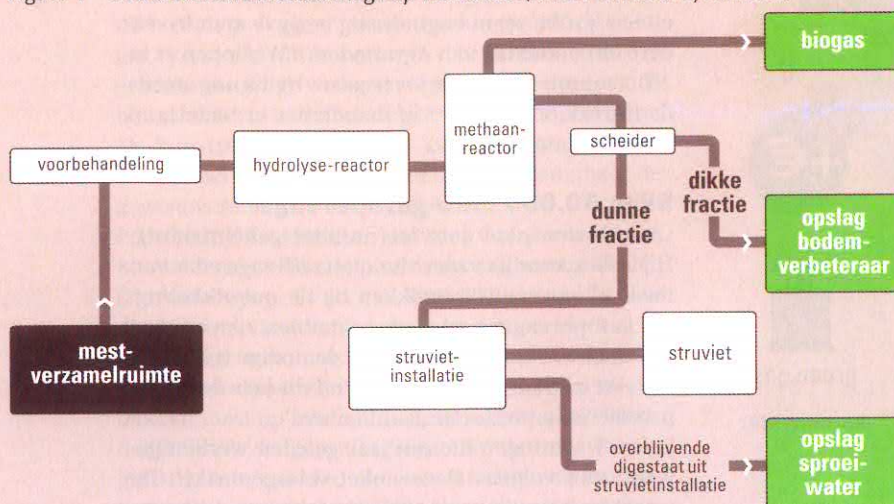 biogas
methaan-
reactor
scheider
voorbehandeling
hydrolyse-reactor
dikke
fractie
dunne
fractie
opslag
bodem-
verbeteraar
mest-
verzamelruimte
struviet-
installatie
struviet
overblijvende
digestaat uit
struvietinstallatie
opslag
sproei-
water